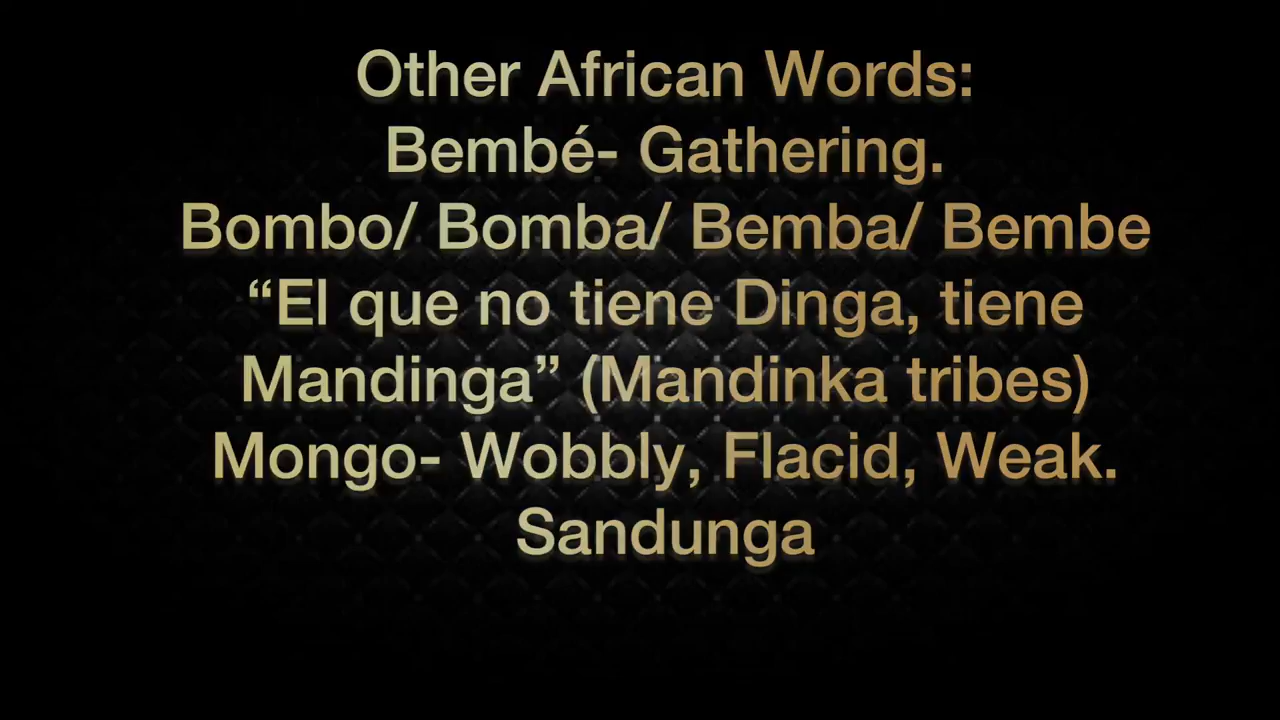 Other African Words:
Bembé- Gathering.
Bombo/ Bomba/ Bemba/ Bembe
“El que no tiene Dinga, tiene
Mandinga” (Mandinka tribes)
Mongo- Wobbly, Flacid, Weak.
Sandunga